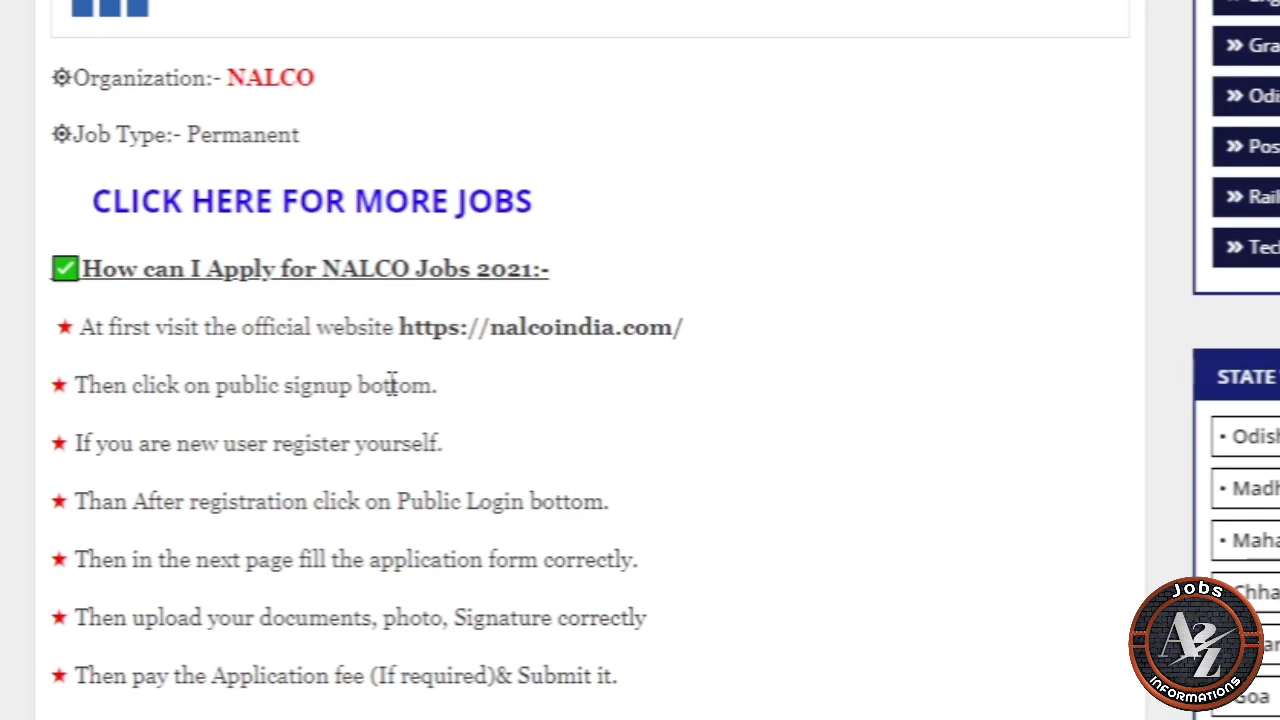 Organization:- NALCO
Job Type:- Permanent
CLICK HERE FOR MORE JOBS
How can I Apply for NALCO Jobs 2021:-
★ At first visit the official website https://nalcoindia.com/
★ Then click on public signup bottom.
★ If you are new user register yourself.
★ Than After registration click on Public Login bottom.
★ Then in the next page fill the application form correctly.
★ Then upload your documents, photo, Signature correctly
★ Then pay the Application fee (If required)& Submit it.
» Gra
» Odi
» Pos
» Rail
» Tec
STATE
• Odish
• Madh
• Maha
Chha
Goa
Jobs
A2Z
INFORMATIONS